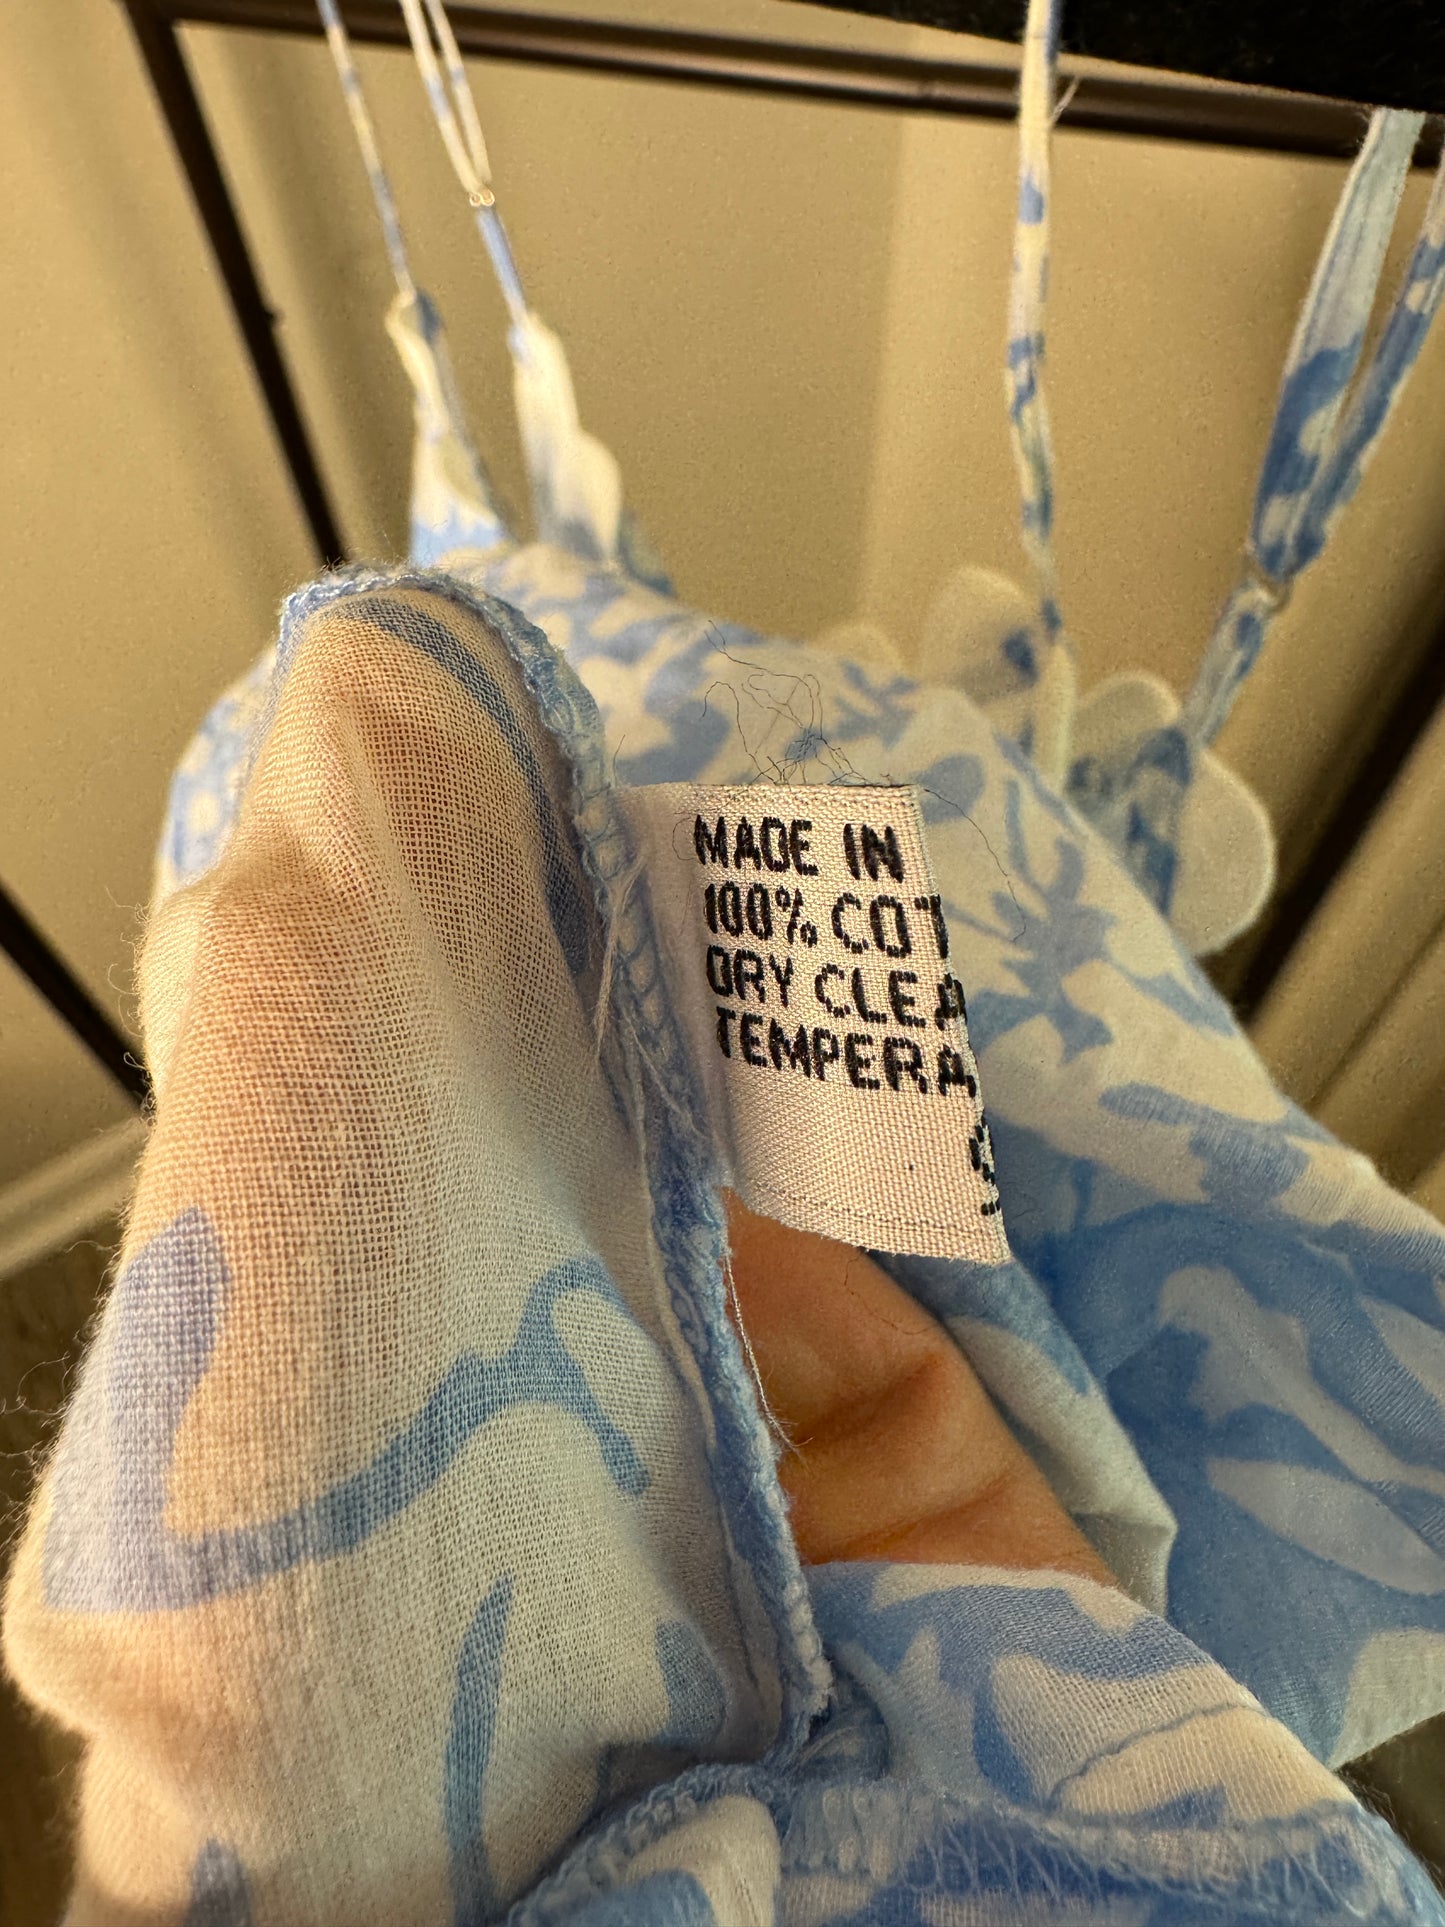 MADE IN
100% COT
DRY CLEA
TEMPERA